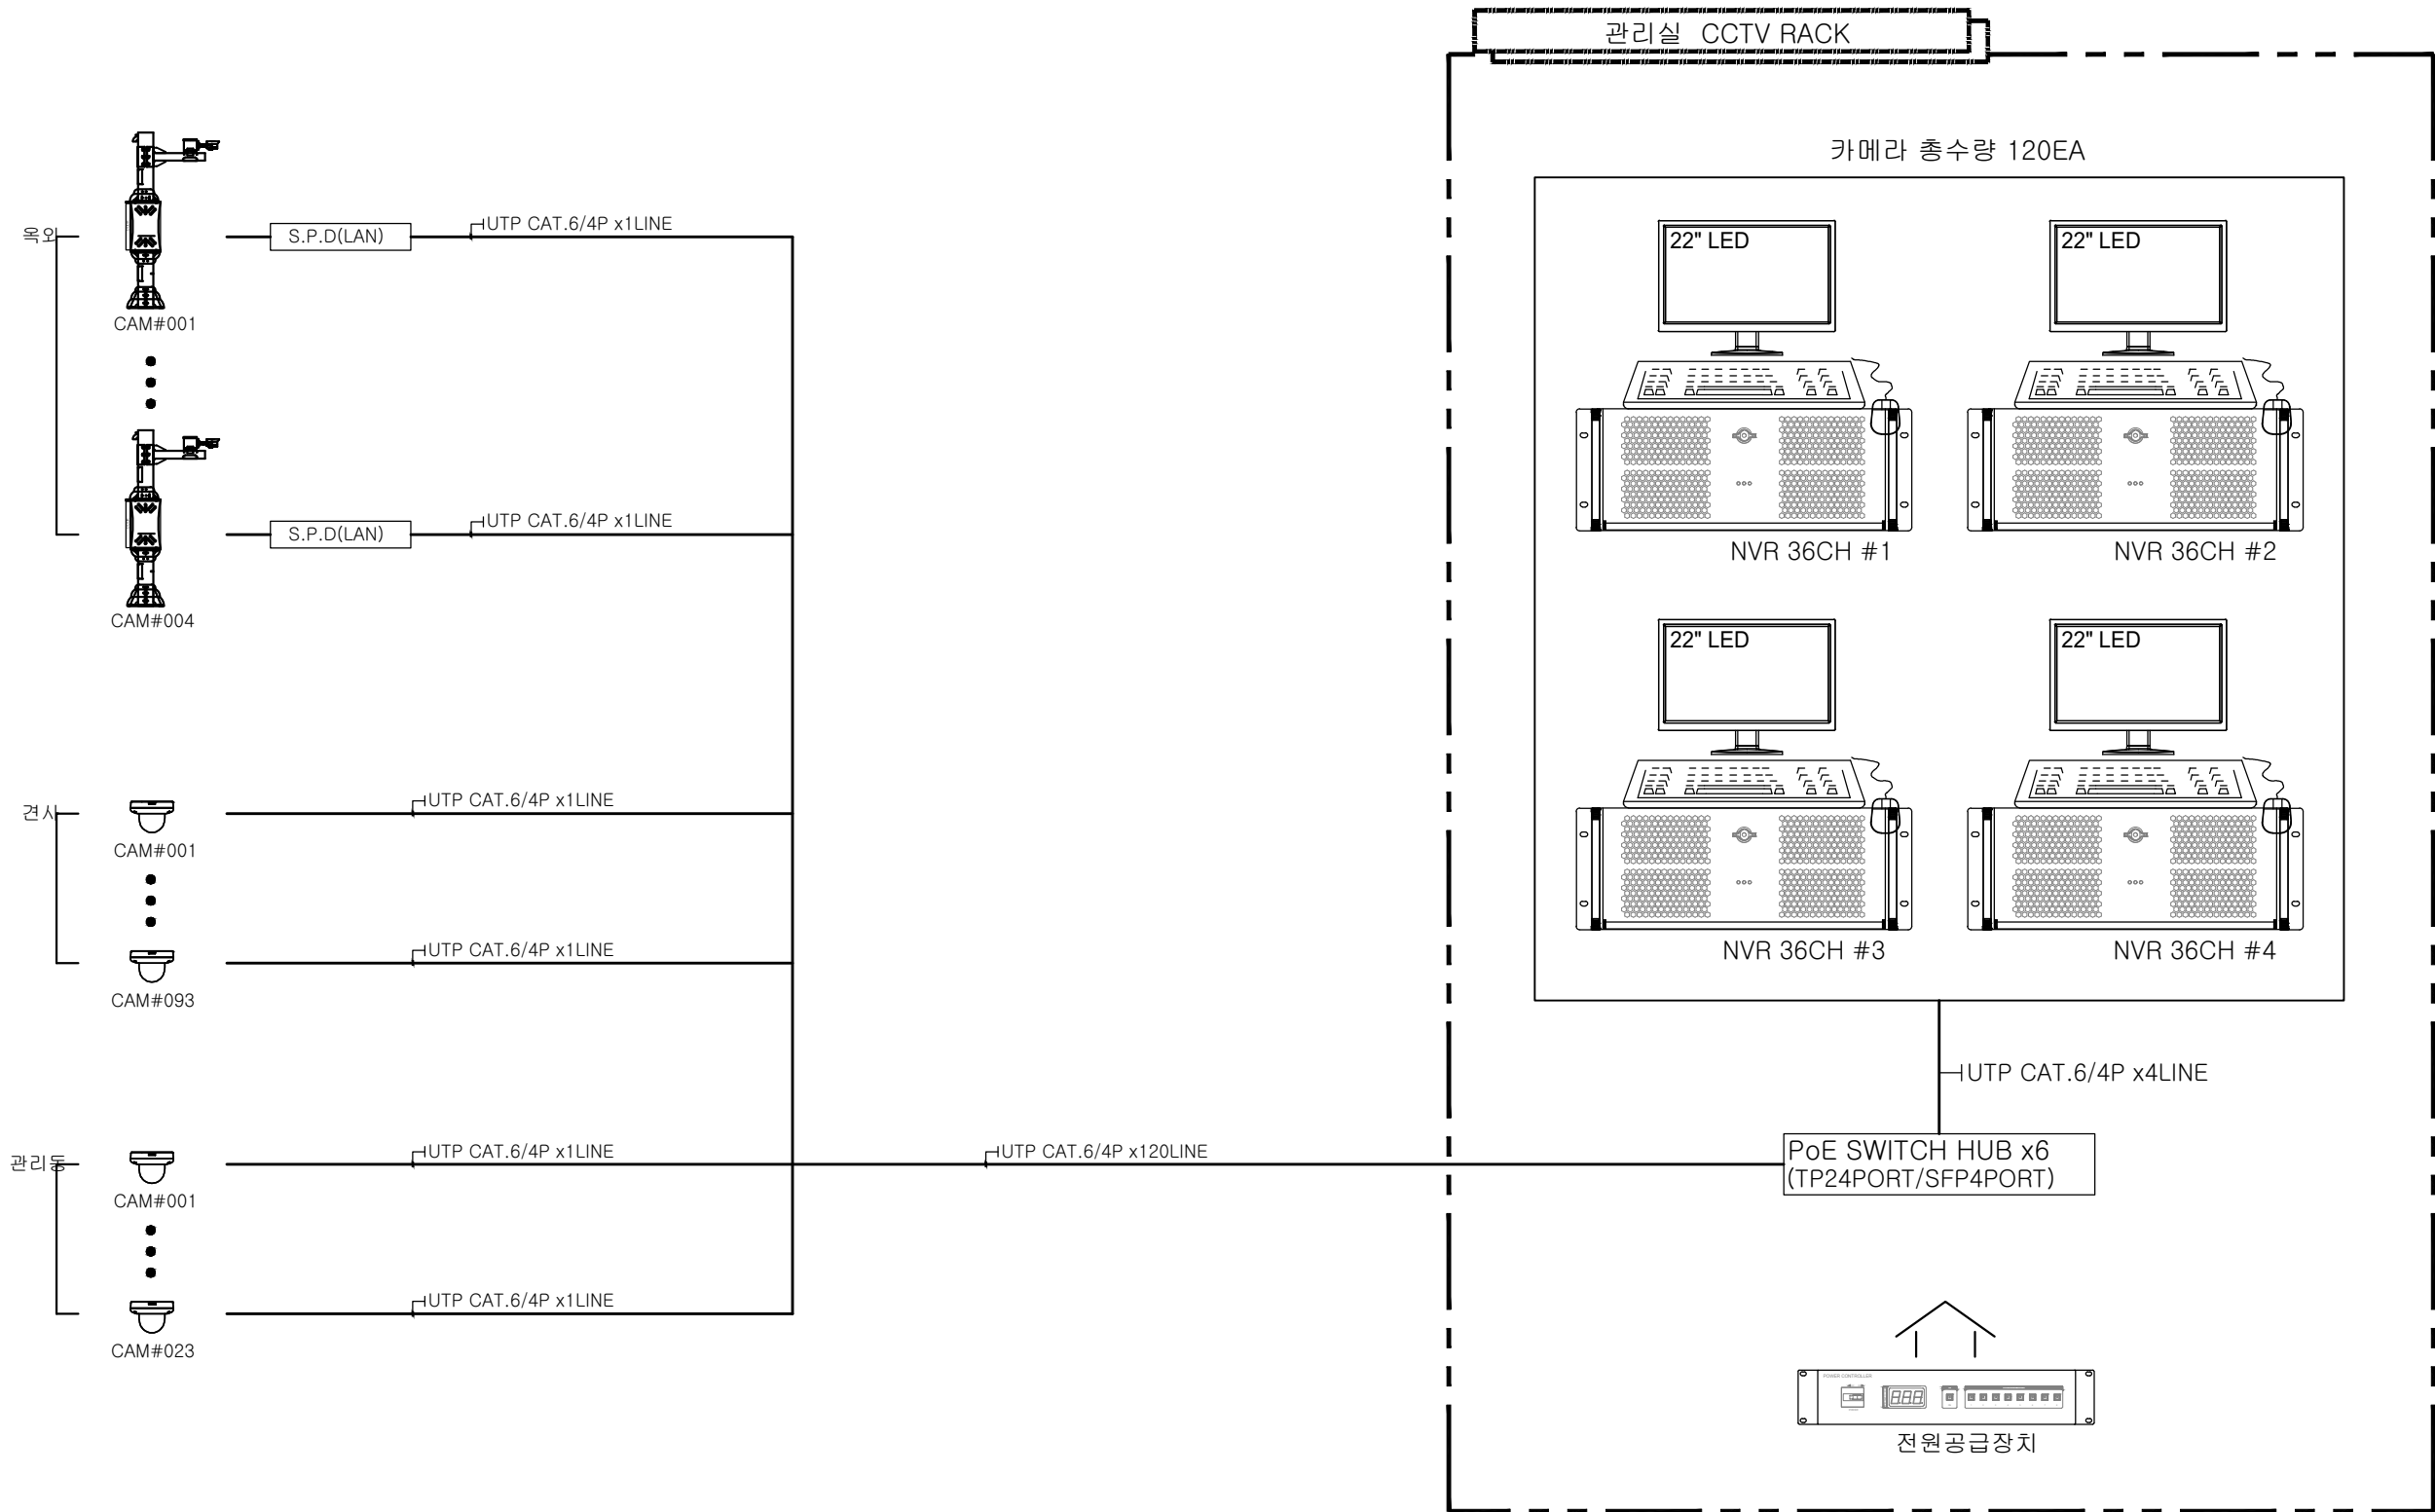 관리실 CCTV RACK
카메라 총수량 120EA
옥외
S.P.D(LAN)
UTP CAT.6/4P x1LINE
CAM#001
S.P.D(LAN)
UTP CAT.6/4P x1LINE
CAM#004
22" LED
22" LED
NVR 36CH #1
NVR 36CH #2
22" LED
22" LED
NVR 36CH #3
NVR 36CH #4
견사
UTP CAT.6/4P x1LINE
CAM#001
UTP CAT.6/4P x1LINE
CAM#093
UTP CAT.6/4P x4LINE
관리동
UTP CAT.6/4P x1LINE
CAM#001
UTP CAT.6/4P x120LINE
PoE SWITCH HUB x6
(TP24PORT/SFP4PORT)
UTP CAT.6/4P x1LINE
CAM#023
POWER CONTROLLER
전원공급장치